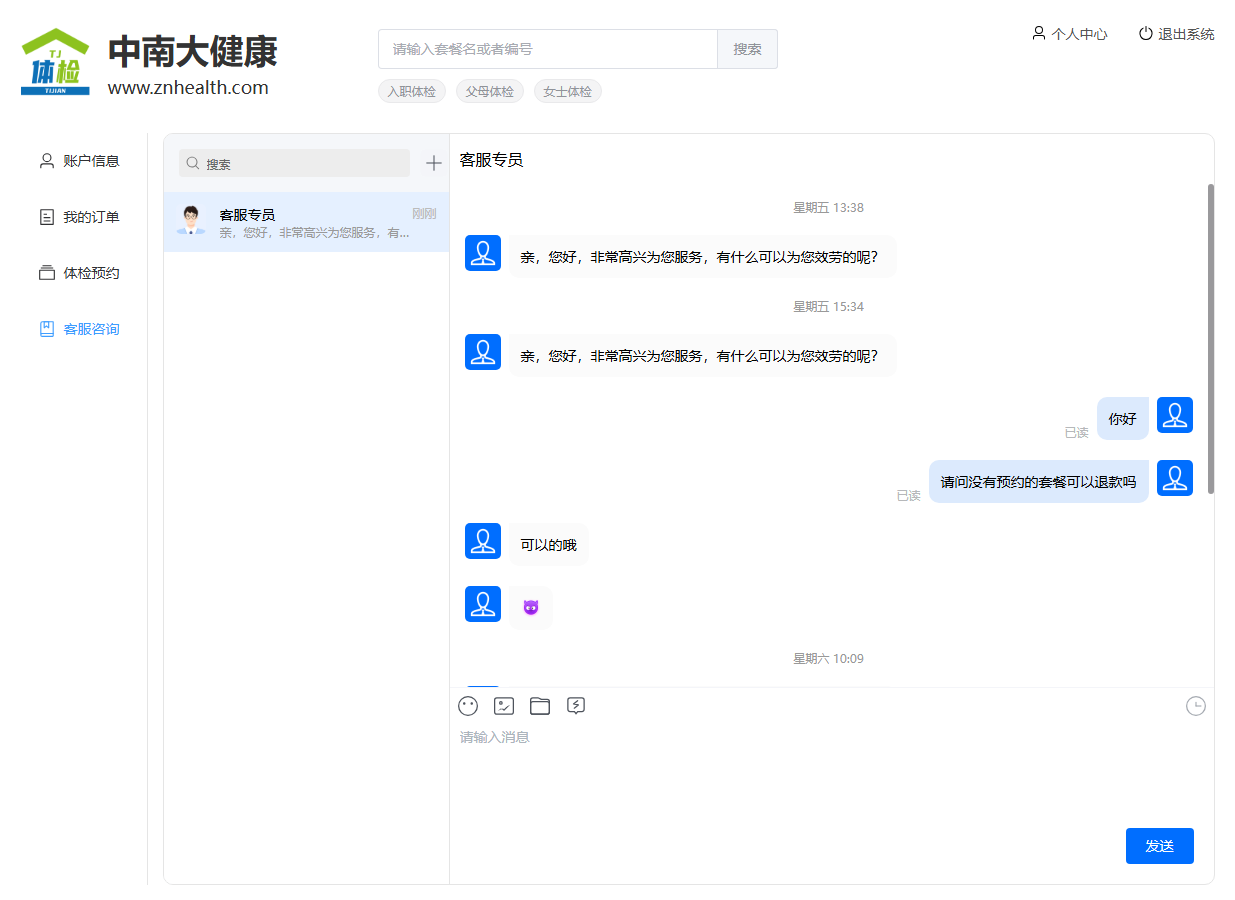 TJ
体检
TIJIAN
中南大健康
www.znhealth.com
请输入套餐名或者编号
搜索
入职体检
父母体检
女士体检
个人中心
退出系统
账户信息
我的订单
体检预约
客服咨询
搜索
客服专员
刚刚
亲，您好，非常高兴为您服务，有...
客服专员
星期五 13:38
亲，您好，非常高兴为您服务，有什么可以为您效劳的呢？
星期五 15:34
亲，您好，非常高兴为您服务，有什么可以为您效劳的呢？
你好
已读
请问没有预约的套餐可以退款吗
已读
可以的哦
星期六 10:09
请输入消息
发送